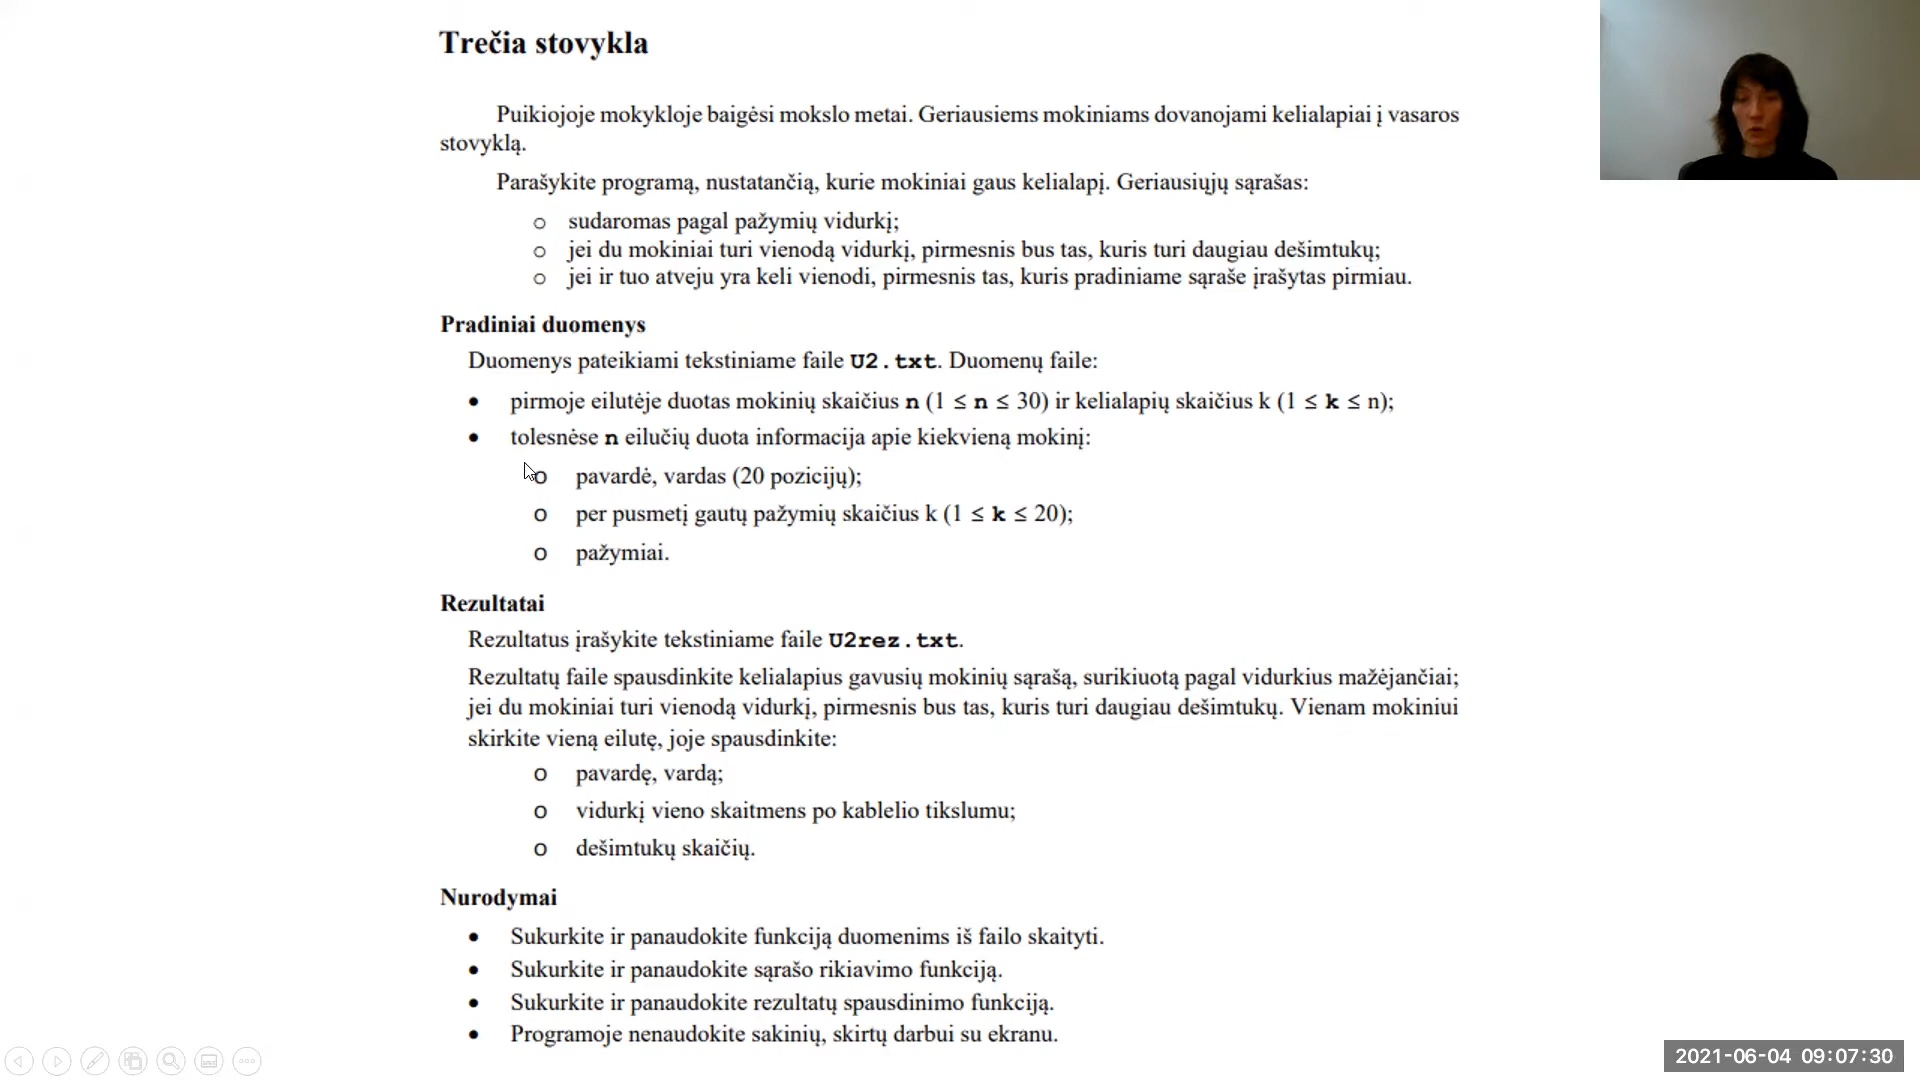 Trečia stovykla
Puikiojoje mokykloje baigėsi mokslo metai. Geriausiems mokiniams dovanojami kelialapiai į vasaros
stovyklą.
Parašykite programą, nustatančią, kurie mokiniai gaus kelialapį. Geriausiųjų sąrašas:
o sudaromas pagal pažymių vidurkį;
o jei du mokiniai turi vienodą vidurkį, pirmesnis bus tas, kuris turi daugiau dešimtukų;
o jei ir tuo atveju yra keli vienodi, pirmesnis tas, kuris pradiniame sąraše įrašytas pirmiau.
Pradiniai duomenys
Duomenys pateikiami tekstiniame faile U2.txt. Duomenų faile:
• pirmoje eilutėje duotas mokinių skaičius n (1 ≤ n ≤ 30) ir kelialapių skaičius k (1 ≤ k ≤ n);
• tolesnėse n eilučių duota informacija apie kiekvieną mokinį:
o pavardė, vardas (20 pozicijų);
o per pusmetį gautų pažymių skaičius k (1 ≤ k ≤ 20);
o pažymiai.
Rezultatai
Rezultatus įrašykite tekstiniame faile U2rez.txt.
Rezultatų faile spausdinkite kelialapius gavusių mokinių sąrašą, surikiuotą pagal vidurkius mažėjančiai;
jei du mokiniai turi vienodą vidurkį, pirmesnis bus tas, kuris turi daugiau dešimtukų. Vienam mokiniui
skirkite vieną eilutę, joje spausdinkite:
o pavardę, vardą;
o vidurkį vieno skaitmens po kablelio tikslumu;
o dešimtukų skaičių.
Nurodymai
• Sukurkite ir panaudokite funkciją duomenims iš failo skaityti.
• Sukurkite ir panaudokite sąrašo rikiavimo funkciją.
• Sukurkite ir panaudokite rezultatų spausdinimo funkciją.
• Programoje nenaudokite sakinių, skirtų darbui su ekranu.
2021-06-04 09:07:30